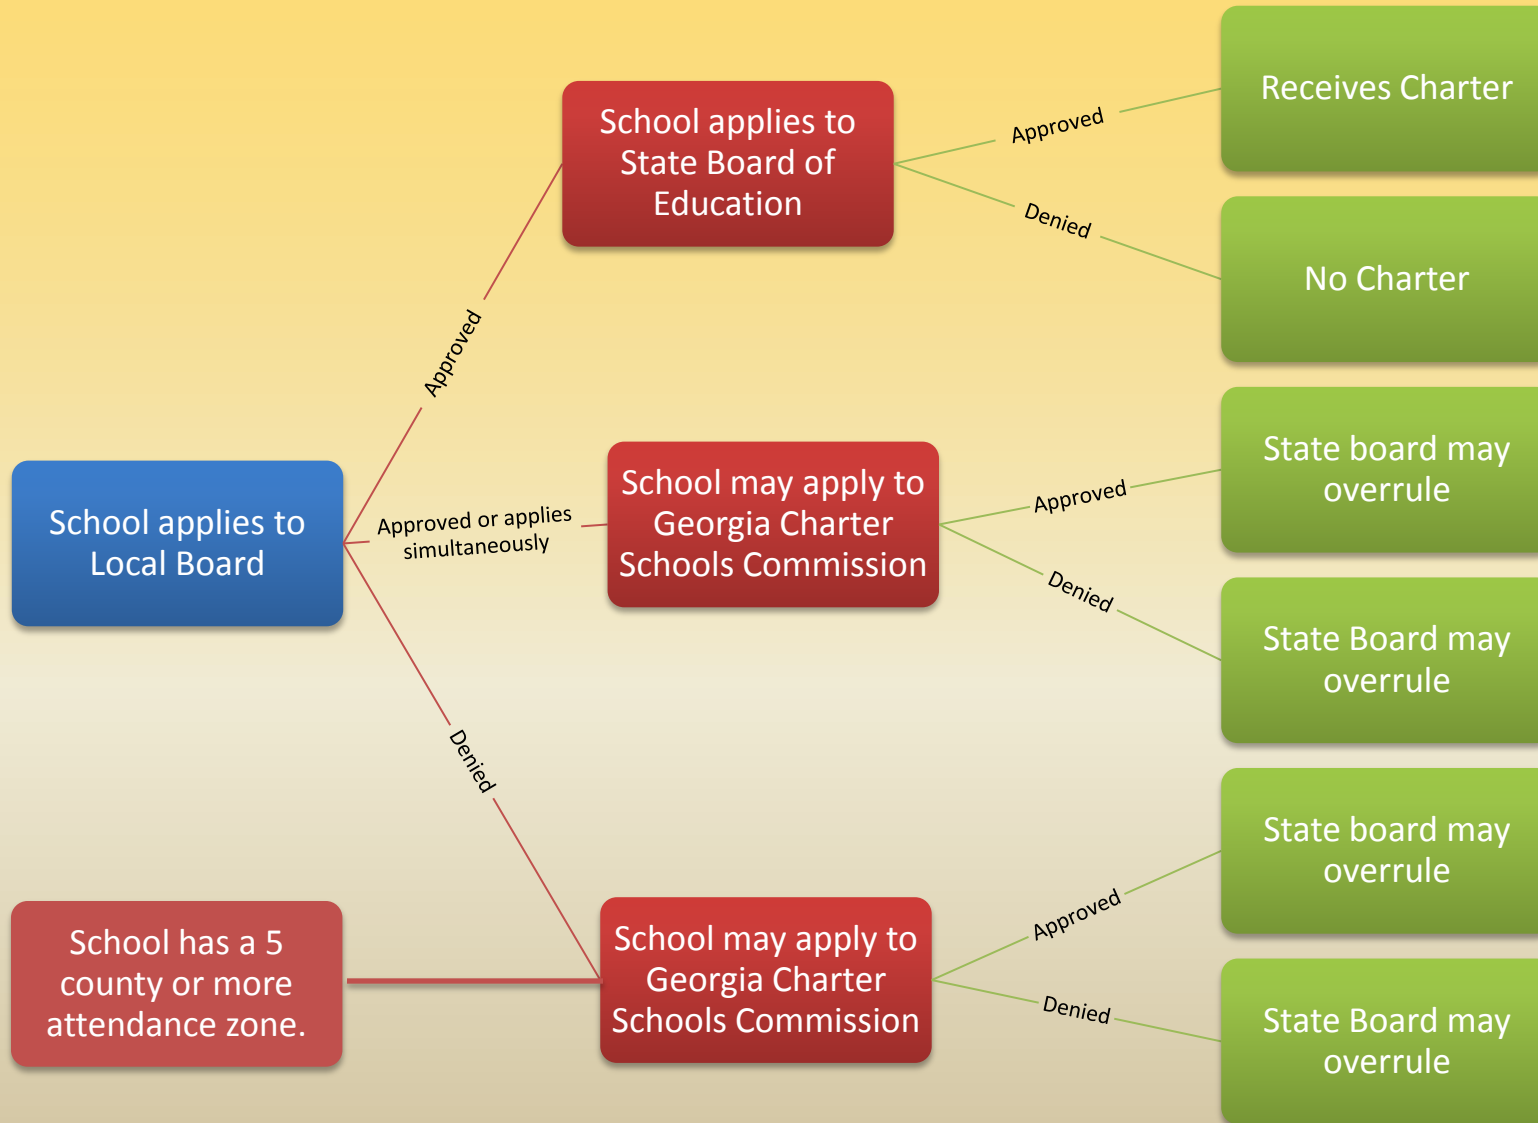 School applies to
Local Board
Approved
School applies to
State Board of
Education
Approved
Receives Charter
Denied
No Charter
Approved or applies
simultaneously
School may apply to
Georgia Charter
Schools Commission
Approved
State board may
overrule
Denied
State Board may
overrule
Denied
School has a 5
county or more
attendance zone.
School may apply to
Georgia Charter
Schools Commission
Approved
State board may
overrule
Denied
State Board may
overrule